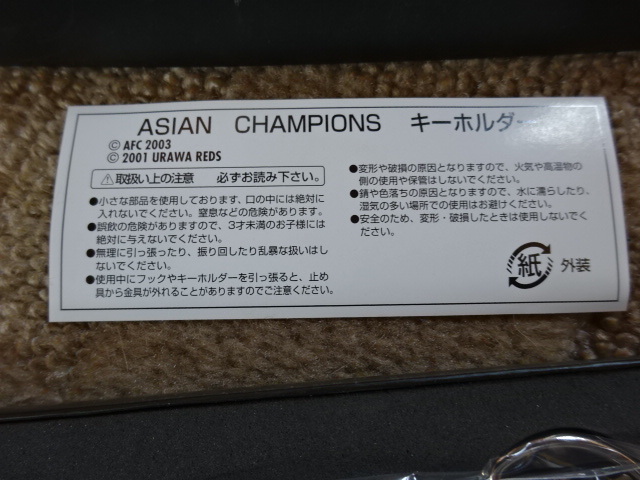 ASIAN CHAMPIONS キーホルダー
© AFC 2003
© 2001 URAWA REDS
⚠取扱い上の注意 必ずお読み下さい。
●小さな部品を使用しております、口の中には絶対に
入れないでください。窒息などの危険があります。
●誤飲の危険がありますので、3才未満のお子様には
絶対に与えないでください。
●無理に引っ張ったり、振り回したり乱暴な扱いはし
ないでください。
●使用中にフックやキーホルダーを引っ張ると、止め
具から金具が外れることがありますのでご注意ください。
●変形や破損の原因となりますので、火気や高温物の
側の使用や保管はしないでください。
●錆や色落ちの原因となりますので、水に濡らしたり、
湿気の多い場所での使用はお避けください。
●安全のため、変形・破損したときは使用しないでく
ださい。
紙 外装